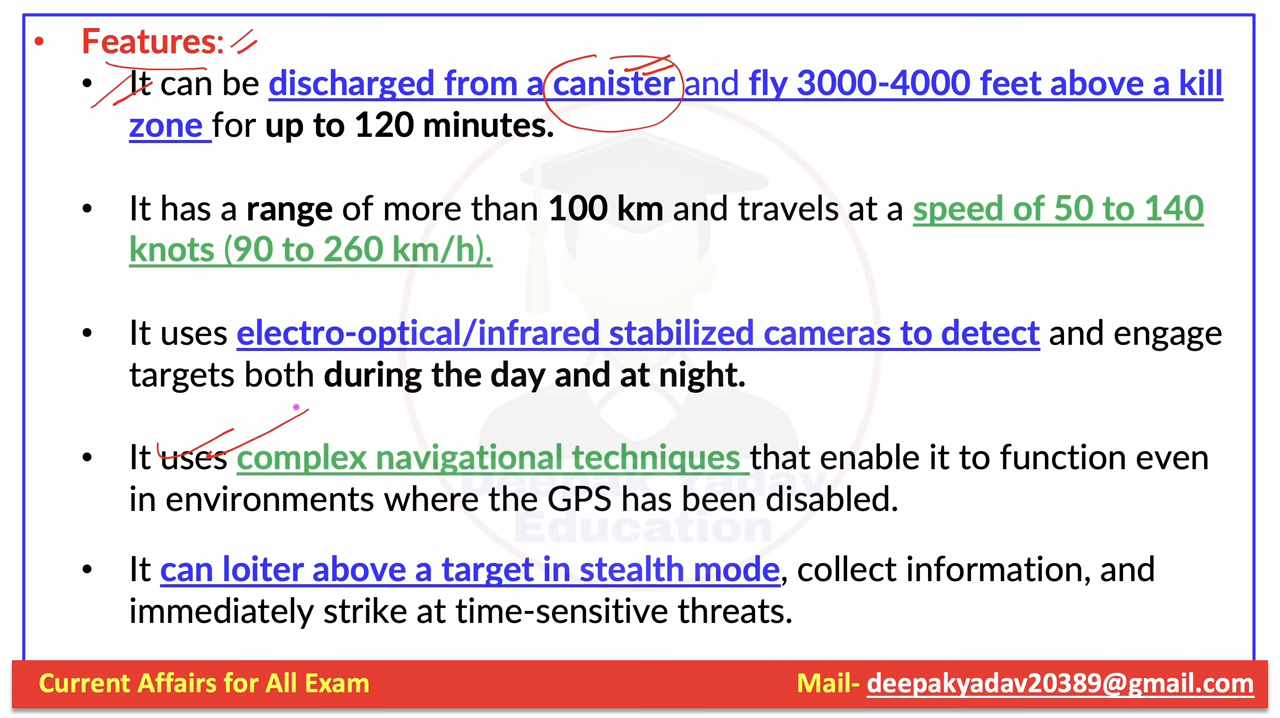 • Features:
• It can be discharged from a canister and fly 3000-4000 feet above a kill
zone for up to 120 minutes.
• It has a range of more than 100 km and travels at a speed of 50 to 140
knots (90 to 260 km/h).
• It uses electro-optical/infrared stabilized cameras to detect and engage
targets both during the day and at night.
• It uses complex navigational techniques that enable it to function even
in environments where the GPS has been disabled.
Deepak Yadav
Education
• It can loiter above a target in stealth mode, collect information, and
immediately strike at time-sensitive threats.
Current Affairs for All Exam
Mail- deepakyadav20389@gmail.com